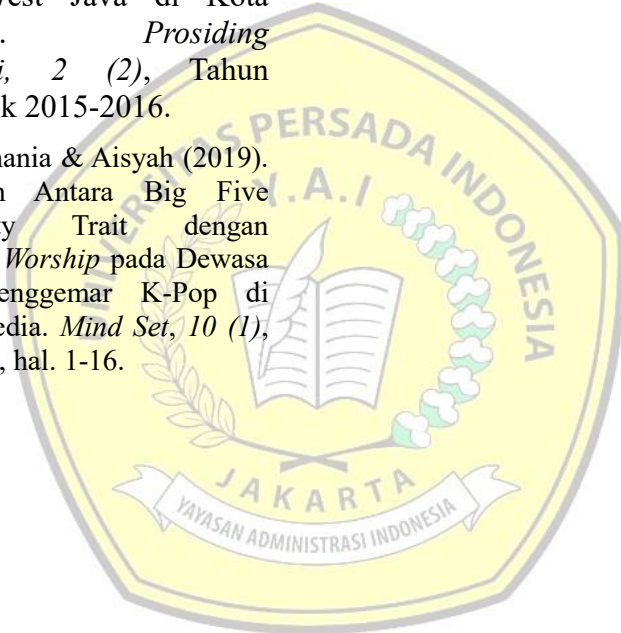 West Java di Kota
. Prosiding
i, 2 (2), Tahun
k 2015-2016.
ania & Aisyah (2019).
n Antara Big Five
y Trait dengan
Worship pada Dewasa
enggemar K-Pop di
edia. Mind Set, 10 (1),
, hal. 1-16.
UNIVERSITAS PERSADA INDONESIA
Y.A.I
JAKARTA
YAYASAN ADMINISTRASI INDONESIA